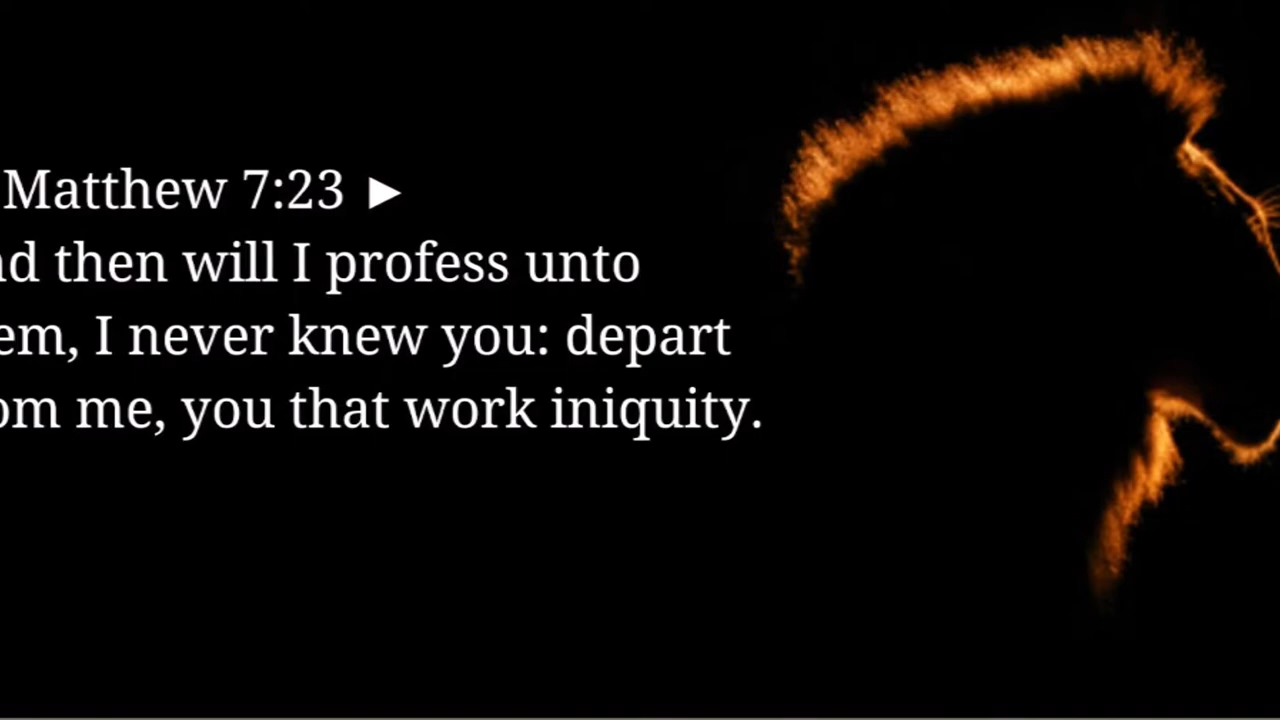 Matthew 7:23 ►
nd then will I profess unto
em, I never knew you: depart
om me, you that work iniquity.